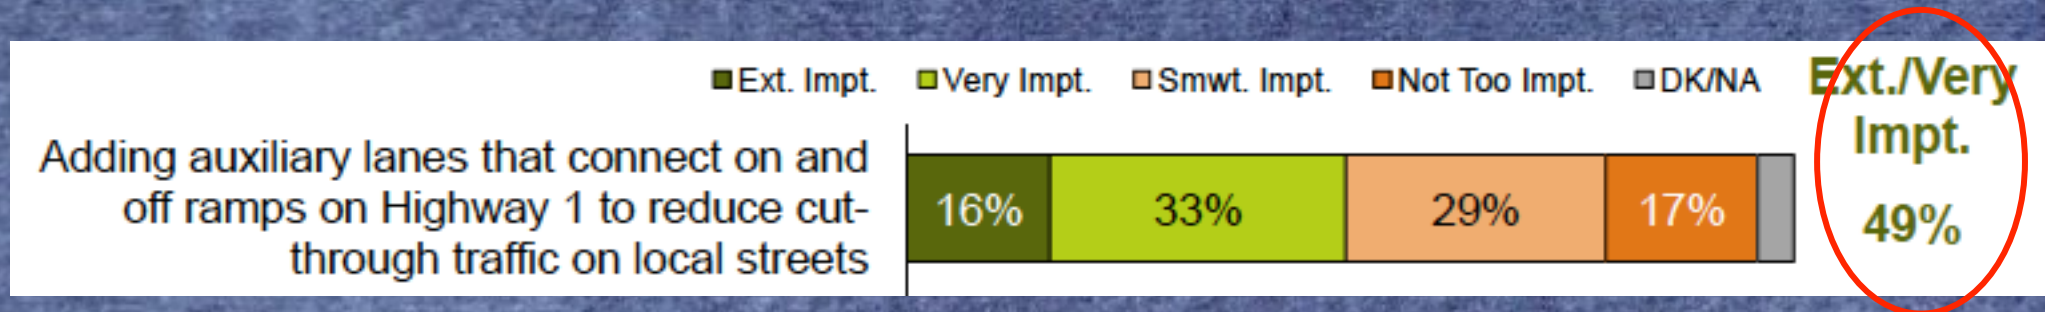 Ext. Impt. Very Impt. Smwt. Impt. Not Too Impt. DK/NA
Ext./Very
Impt.
Adding auxiliary lanes that connect on and
off ramps on Highway 1 to reduce cut-
through traffic on local streets
16% 33% 29% 17% 49%